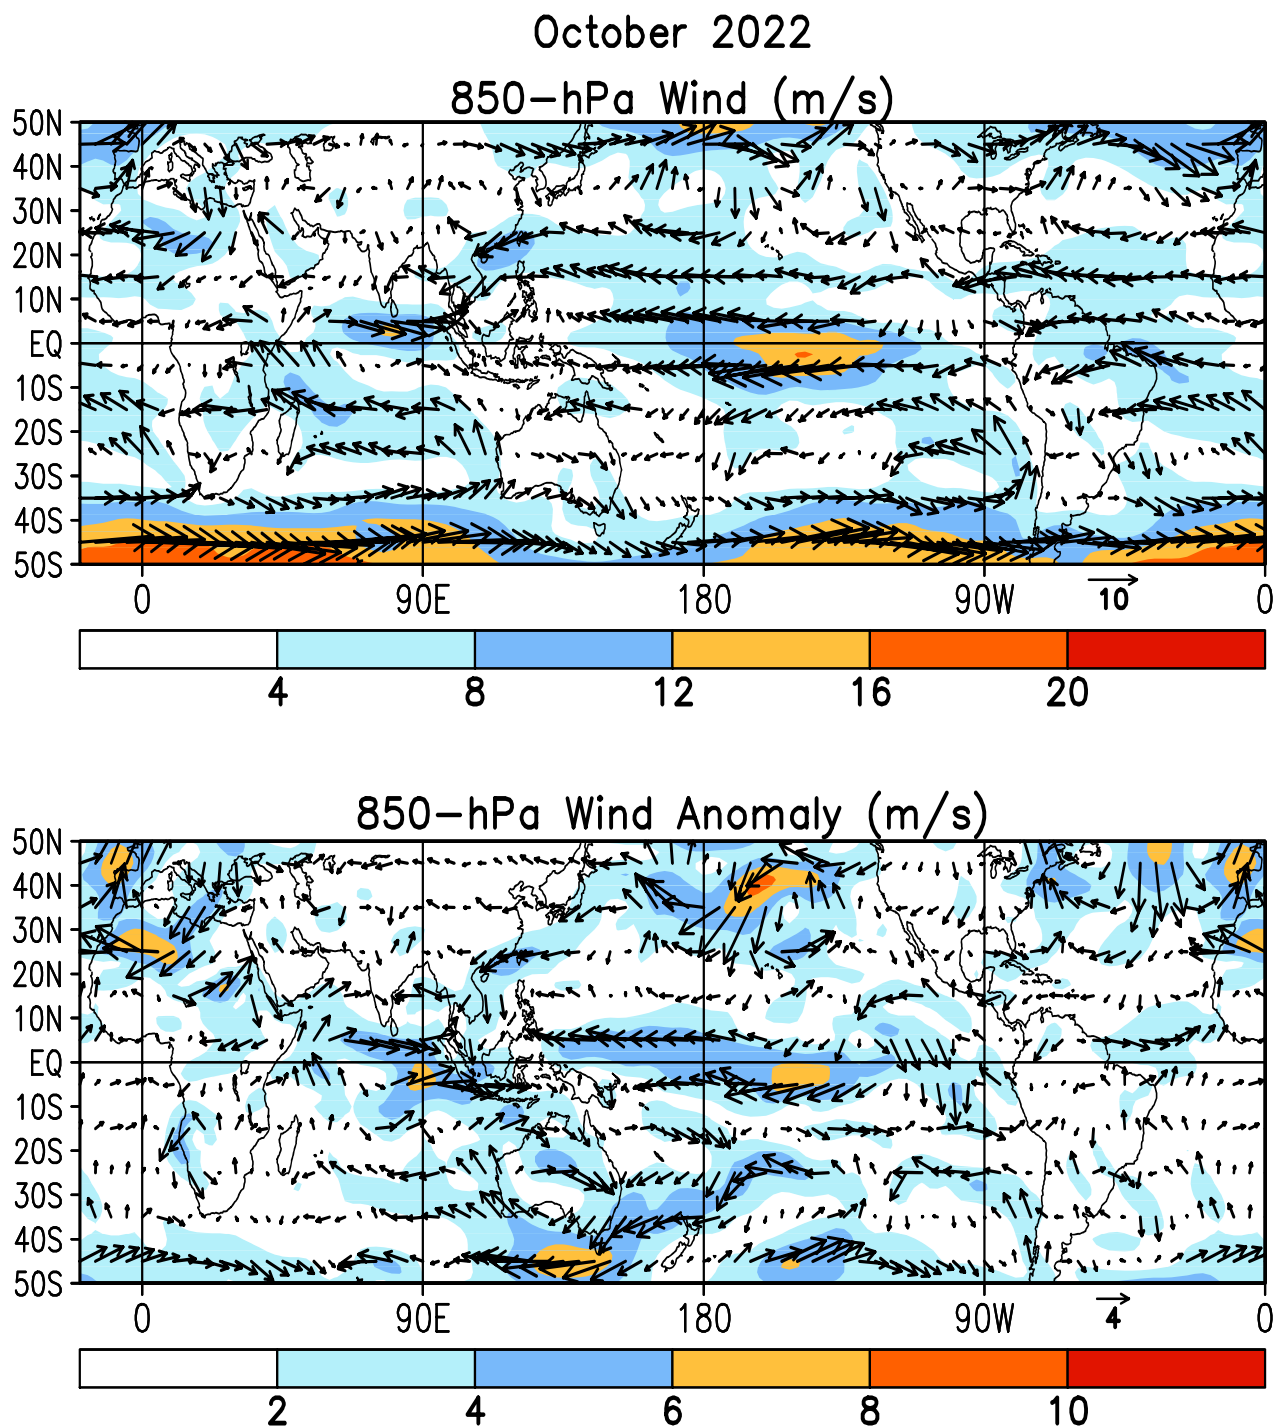 October 2022
850-hPa Wind (m/s)
50N
40N
30N
20N
10N
EQ
10S
20S
30S
40S
50S
0 90E 180 90W 0
10
4 8 12 16 20
850-hPa Wind Anomaly (m/s)
50N
40N
30N
20N
10N
EQ
10S
20S
30S
40S
50S
0 90E 180 90W 0
4
2 4 6 8 10